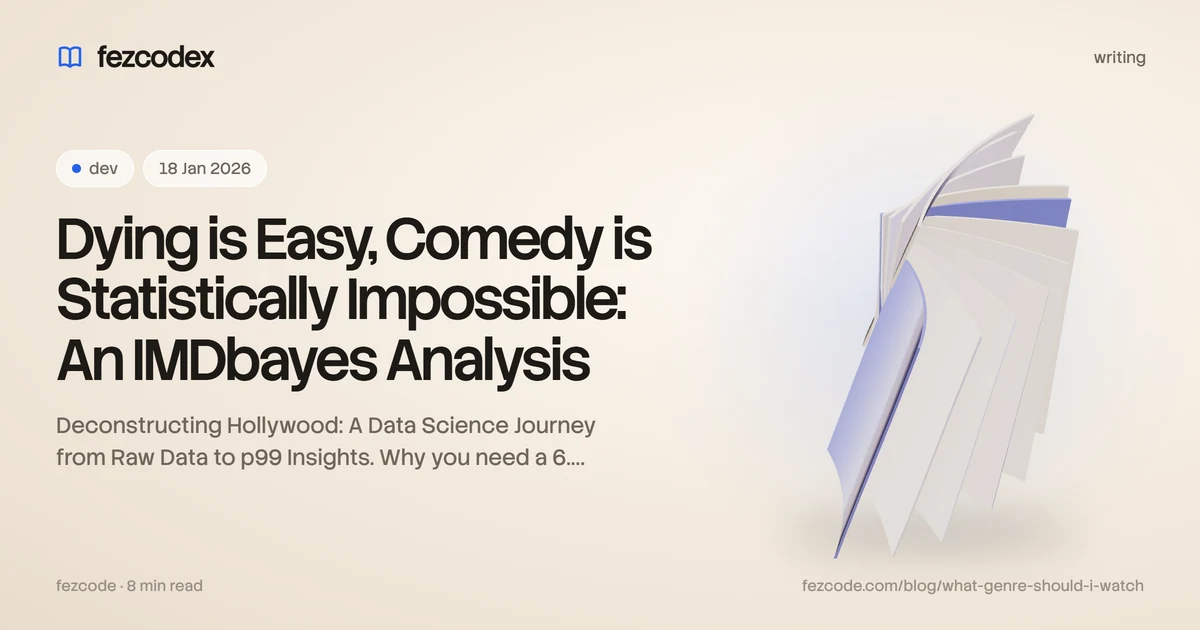 fezcodex
writing
dev
18 Jan 2026
Dying is Easy, Comedy is
Statistically Impossible:
An IMDbayes Analysis
Deconstructing Hollywood: A Data Science Journey
from Raw Data to p99 Insights. Why you need a 6....
fezcode · 8 min read
fezcode.com/blog/what-genre-should-i-watch